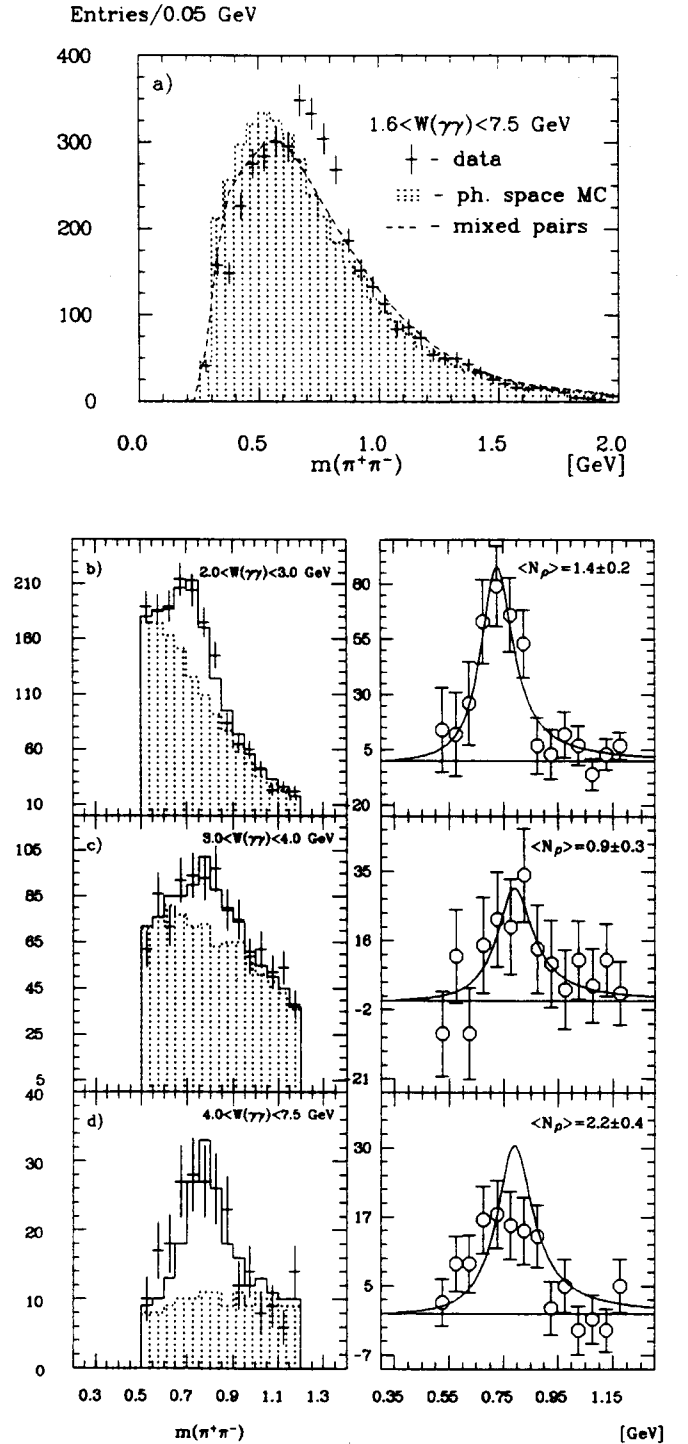 Entries/0.05 GeV
400
300
200
100
0
a)
1.6<W(γγ)<7.5 GeV
- data
- ph. space MC
- mixed pairs
0.0 0.5 1.0 1.5 2.0
m(π⁺π⁻) [GeV]
b)
2.0<W(γγ)<3.0 GeV
210
180
110
60
10
<N_ρ>=1.4±0.2
80
55
30
5
20
c)
3.0<W(γγ)<4.0 GeV
105
85
65
45
25
5
<N_ρ>=0.9±0.3
35
16
-2
21
d)
4.0<W(γγ)<7.5 GeV
40
30
20
10
0
<N_ρ>=2.2±0.4
30
17
5
-7
0.3 0.5 0.7 0.9 1.1 1.3
0.35 0.55 0.75 0.95 1.15
m(π⁺π⁻) [GeV]